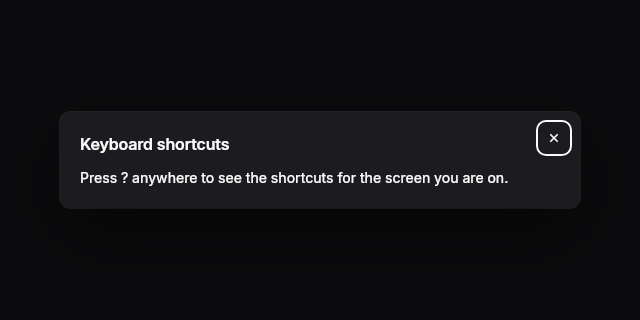 Keyboard shortcuts
Press ? anywhere to see the shortcuts for the screen you are on.